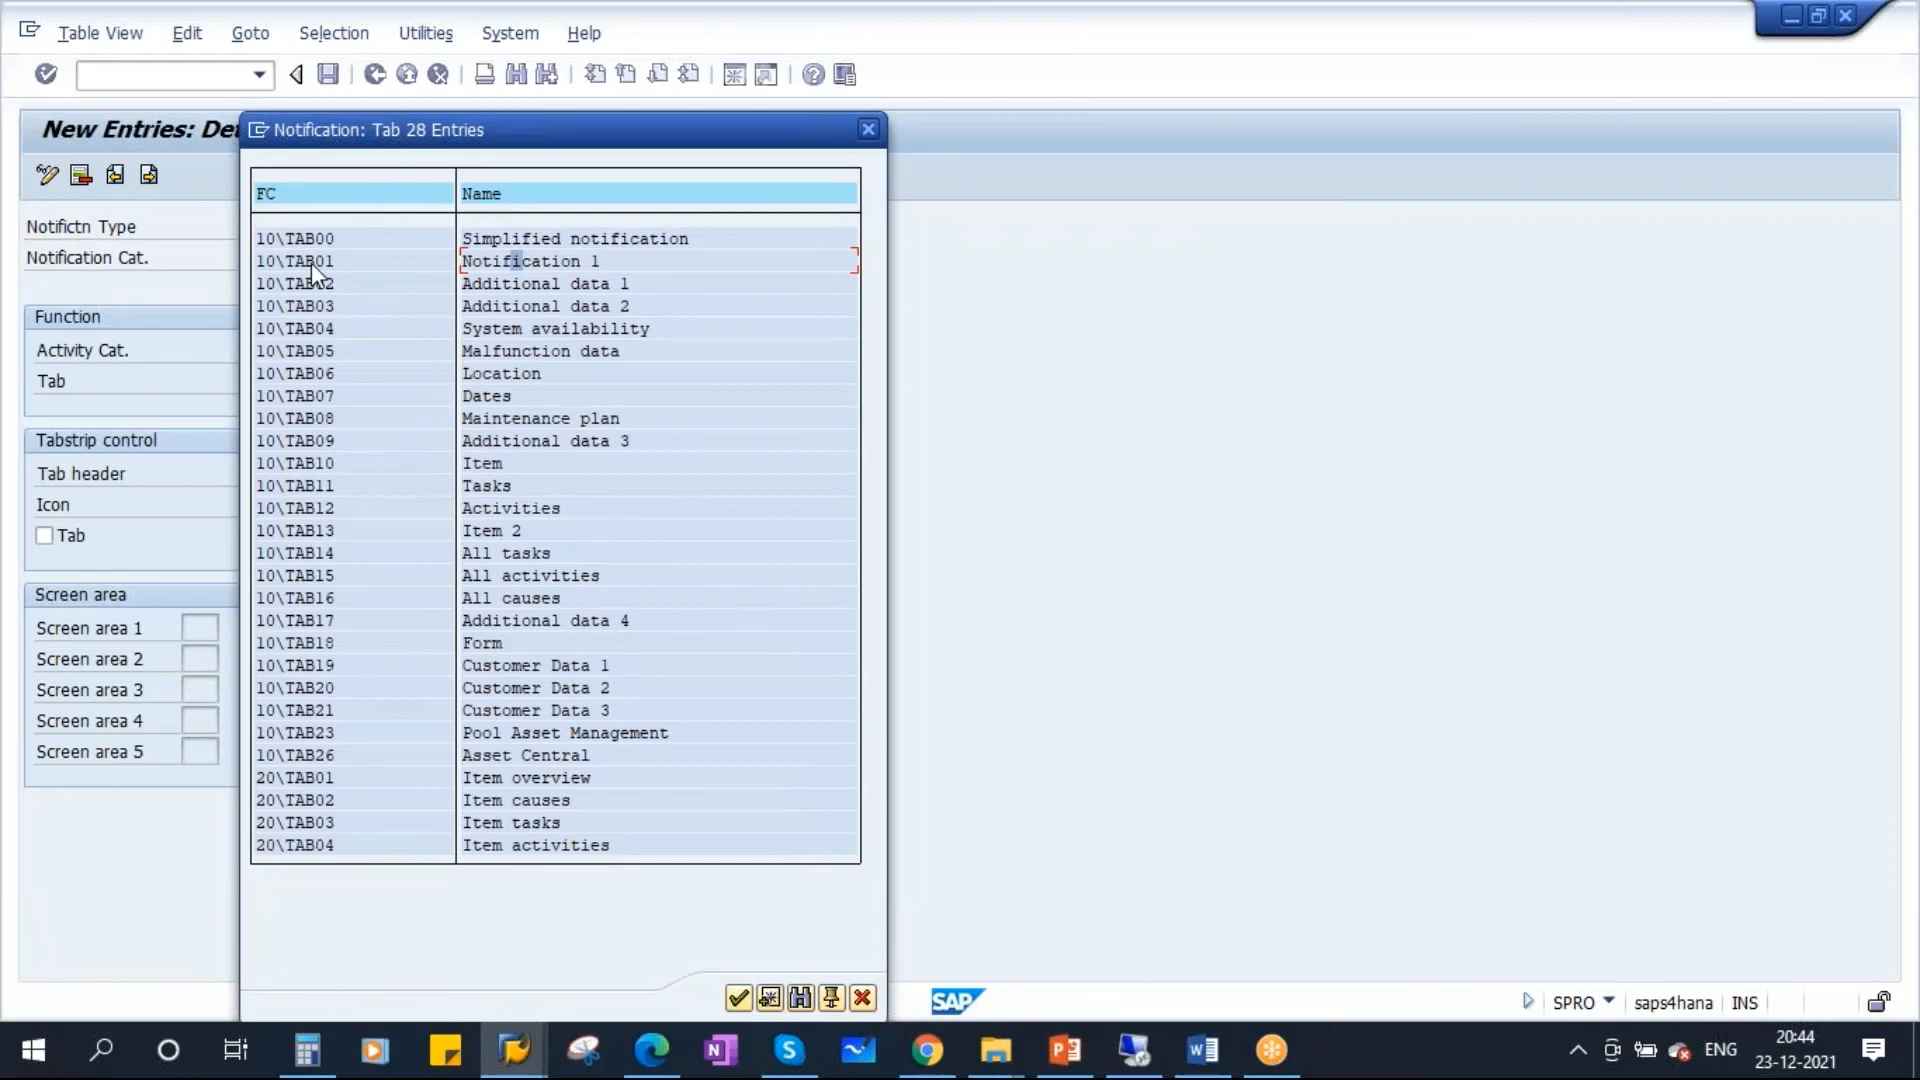 Table View Edit Goto Selection Utilities System Help
New Entries: Det
Notification: Tab 28 Entries
Notifictn Type
Notification Cat.
Function
Activity Cat.
Tab
Tabstrip control
Tab header
Icon
Tab
Screen area
Screen area 1
Screen area 2
Screen area 3
Screen area 4
Screen area 5
FC Name
10\TAB00 Simplified notification
10\TAB01 Notification 1
10\TAB02 Additional data 1
10\TAB03 Additional data 2
10\TAB04 System availability
10\TAB05 Malfunction data
10\TAB06 Location
10\TAB07 Dates
10\TAB08 Maintenance plan
10\TAB09 Additional data 3
10\TAB10 Item
10\TAB11 Tasks
10\TAB12 Activities
10\TAB13 Item 2
10\TAB14 All tasks
10\TAB15 All activities
10\TAB16 All causes
10\TAB17 Additional data 4
10\TAB18 Form
10\TAB19 Customer Data 1
10\TAB20 Customer Data 2
10\TAB21 Customer Data 3
10\TAB23 Pool Asset Management
10\TAB26 Asset Central
20\TAB01 Item overview
20\TAB02 Item causes
20\TAB03 Item tasks
20\TAB04 Item activities
SAP SPRO saps4hana INS
ENG 20:44
23-12-2021